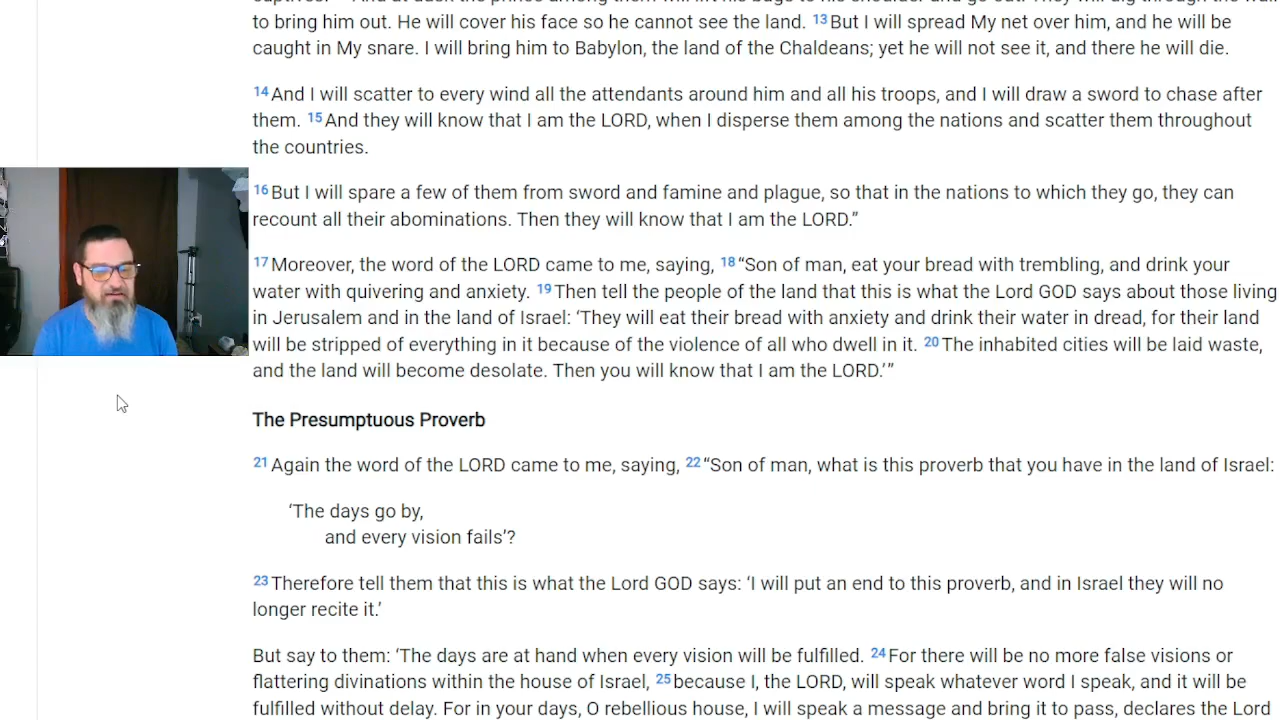 to bring him out. He will cover his face so he cannot see the land. 13 But I will spread My net over him, and he will be
caught in My snare. I will bring him to Babylon, the land of the Chaldeans; yet he will not see it, and there he will die.
14 And I will scatter to every wind all the attendants around him and all his troops, and I will draw a sword to chase after
them. 15 And they will know that I am the LORD, when I disperse them among the nations and scatter them throughout
the countries.
16 But I will spare a few of them from sword and famine and plague, so that in the nations to which they go, they can
recount all their abominations. Then they will know that I am the LORD.”
17 Moreover, the word of the LORD came to me, saying, 18 “Son of man, eat your bread with trembling, and drink your
water with quivering and anxiety. 19 Then tell the people of the land that this is what the Lord GOD says about those living
in Jerusalem and in the land of Israel: ‘They will eat their bread with anxiety and drink their water in dread, for their land
will be stripped of everything in it because of the violence of all who dwell in it. 20 The inhabited cities will be laid waste,
and the land will become desolate. Then you will know that I am the LORD.’”
The Presumptuous Proverb
21 Again the word of the LORD came to me, saying, 22 “Son of man, what is this proverb that you have in the land of Israel:
‘The days go by,
and every vision fails’?
23 Therefore tell them that this is what the Lord GOD says: ‘I will put an end to this proverb, and in Israel they will no
longer recite it.’
But say to them: ‘The days are at hand when every vision will be fulfilled. 24 For there will be no more false visions or
flattering divinations within the house of Israel, 25 because I, the LORD, will speak whatever word I speak, and it will be
fulfilled without delay. For in your days, O rebellious house, I will speak a message and bring it to pass, declares the Lord